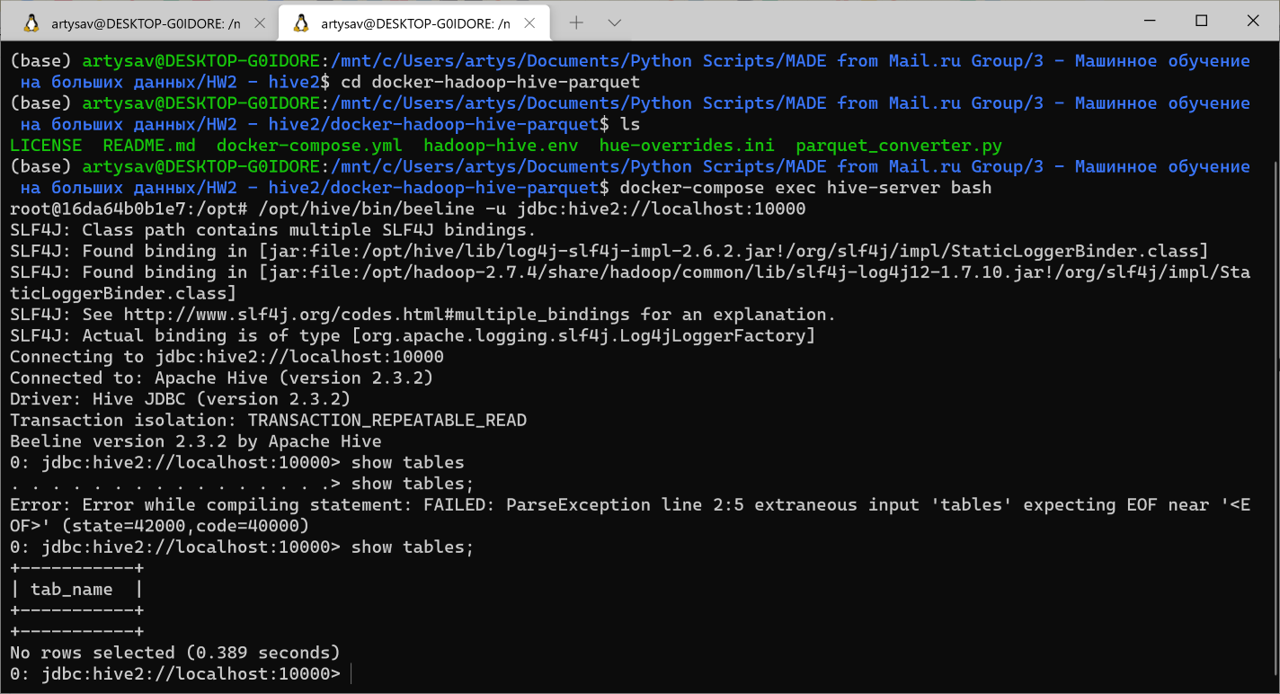 artysav@DESKTOP-G0IDORE: /n
artysav@DESKTOP-G0IDORE: /n
(base) artysav@DESKTOP-G0IDORE:/mnt/c/Users/artys/Documents/Python Scripts/MADE from Mail.ru Group/3 - Машинное обучение
на больших данных/HW2 - hive2$ cd docker-hadoop-hive-parquet
(base) artysav@DESKTOP-G0IDORE:/mnt/c/Users/artys/Documents/Python Scripts/MADE from Mail.ru Group/3 - Машинное обучение
на больших данных/HW2 - hive2/docker-hadoop-hive-parquet$ ls
LICENSE  README.md  docker-compose.yml  hadoop-hive.env  hue-overrides.ini  parquet_converter.py
(base) artysav@DESKTOP-G0IDORE:/mnt/c/Users/artys/Documents/Python Scripts/MADE from Mail.ru Group/3 - Машинное обучение
на больших данных/HW2 - hive2/docker-hadoop-hive-parquet$ docker-compose exec hive-server bash
root@16da64b0b1e7:/opt# /opt/hive/bin/beeline -u jdbc:hive2://localhost:10000
SLF4J: Class path contains multiple SLF4J bindings.
SLF4J: Found binding in [jar:file:/opt/hive/lib/log4j-slf4j-impl-2.6.2.jar!/org/slf4j/impl/StaticLoggerBinder.class]
SLF4J: Found binding in [jar:file:/opt/hadoop-2.7.4/share/hadoop/common/lib/slf4j-log4j12-1.7.10.jar!/org/slf4j/impl/Sta
ticLoggerBinder.class]
SLF4J: See http://www.slf4j.org/codes.html#multiple_bindings for an explanation.
SLF4J: Actual binding is of type [org.apache.logging.slf4j.Log4jLoggerFactory]
Connecting to jdbc:hive2://localhost:10000
Connected to: Apache Hive (version 2.3.2)
Driver: Hive JDBC (version 2.3.2)
Transaction isolation: TRANSACTION_REPEATABLE_READ
Beeline version 2.3.2 by Apache Hive
0: jdbc:hive2://localhost:10000> show tables
. . . . . . . . . . . . . . . .> show tables;
Error: Error while compiling statement: FAILED: ParseException line 2:5 extraneous input 'tables' expecting EOF near '<E
OF>' (state=42000,code=40000)
0: jdbc:hive2://localhost:10000> show tables;
+-----------+
| tab_name  |
+-----------+
+-----------+
No rows selected (0.389 seconds)
0: jdbc:hive2://localhost:10000>